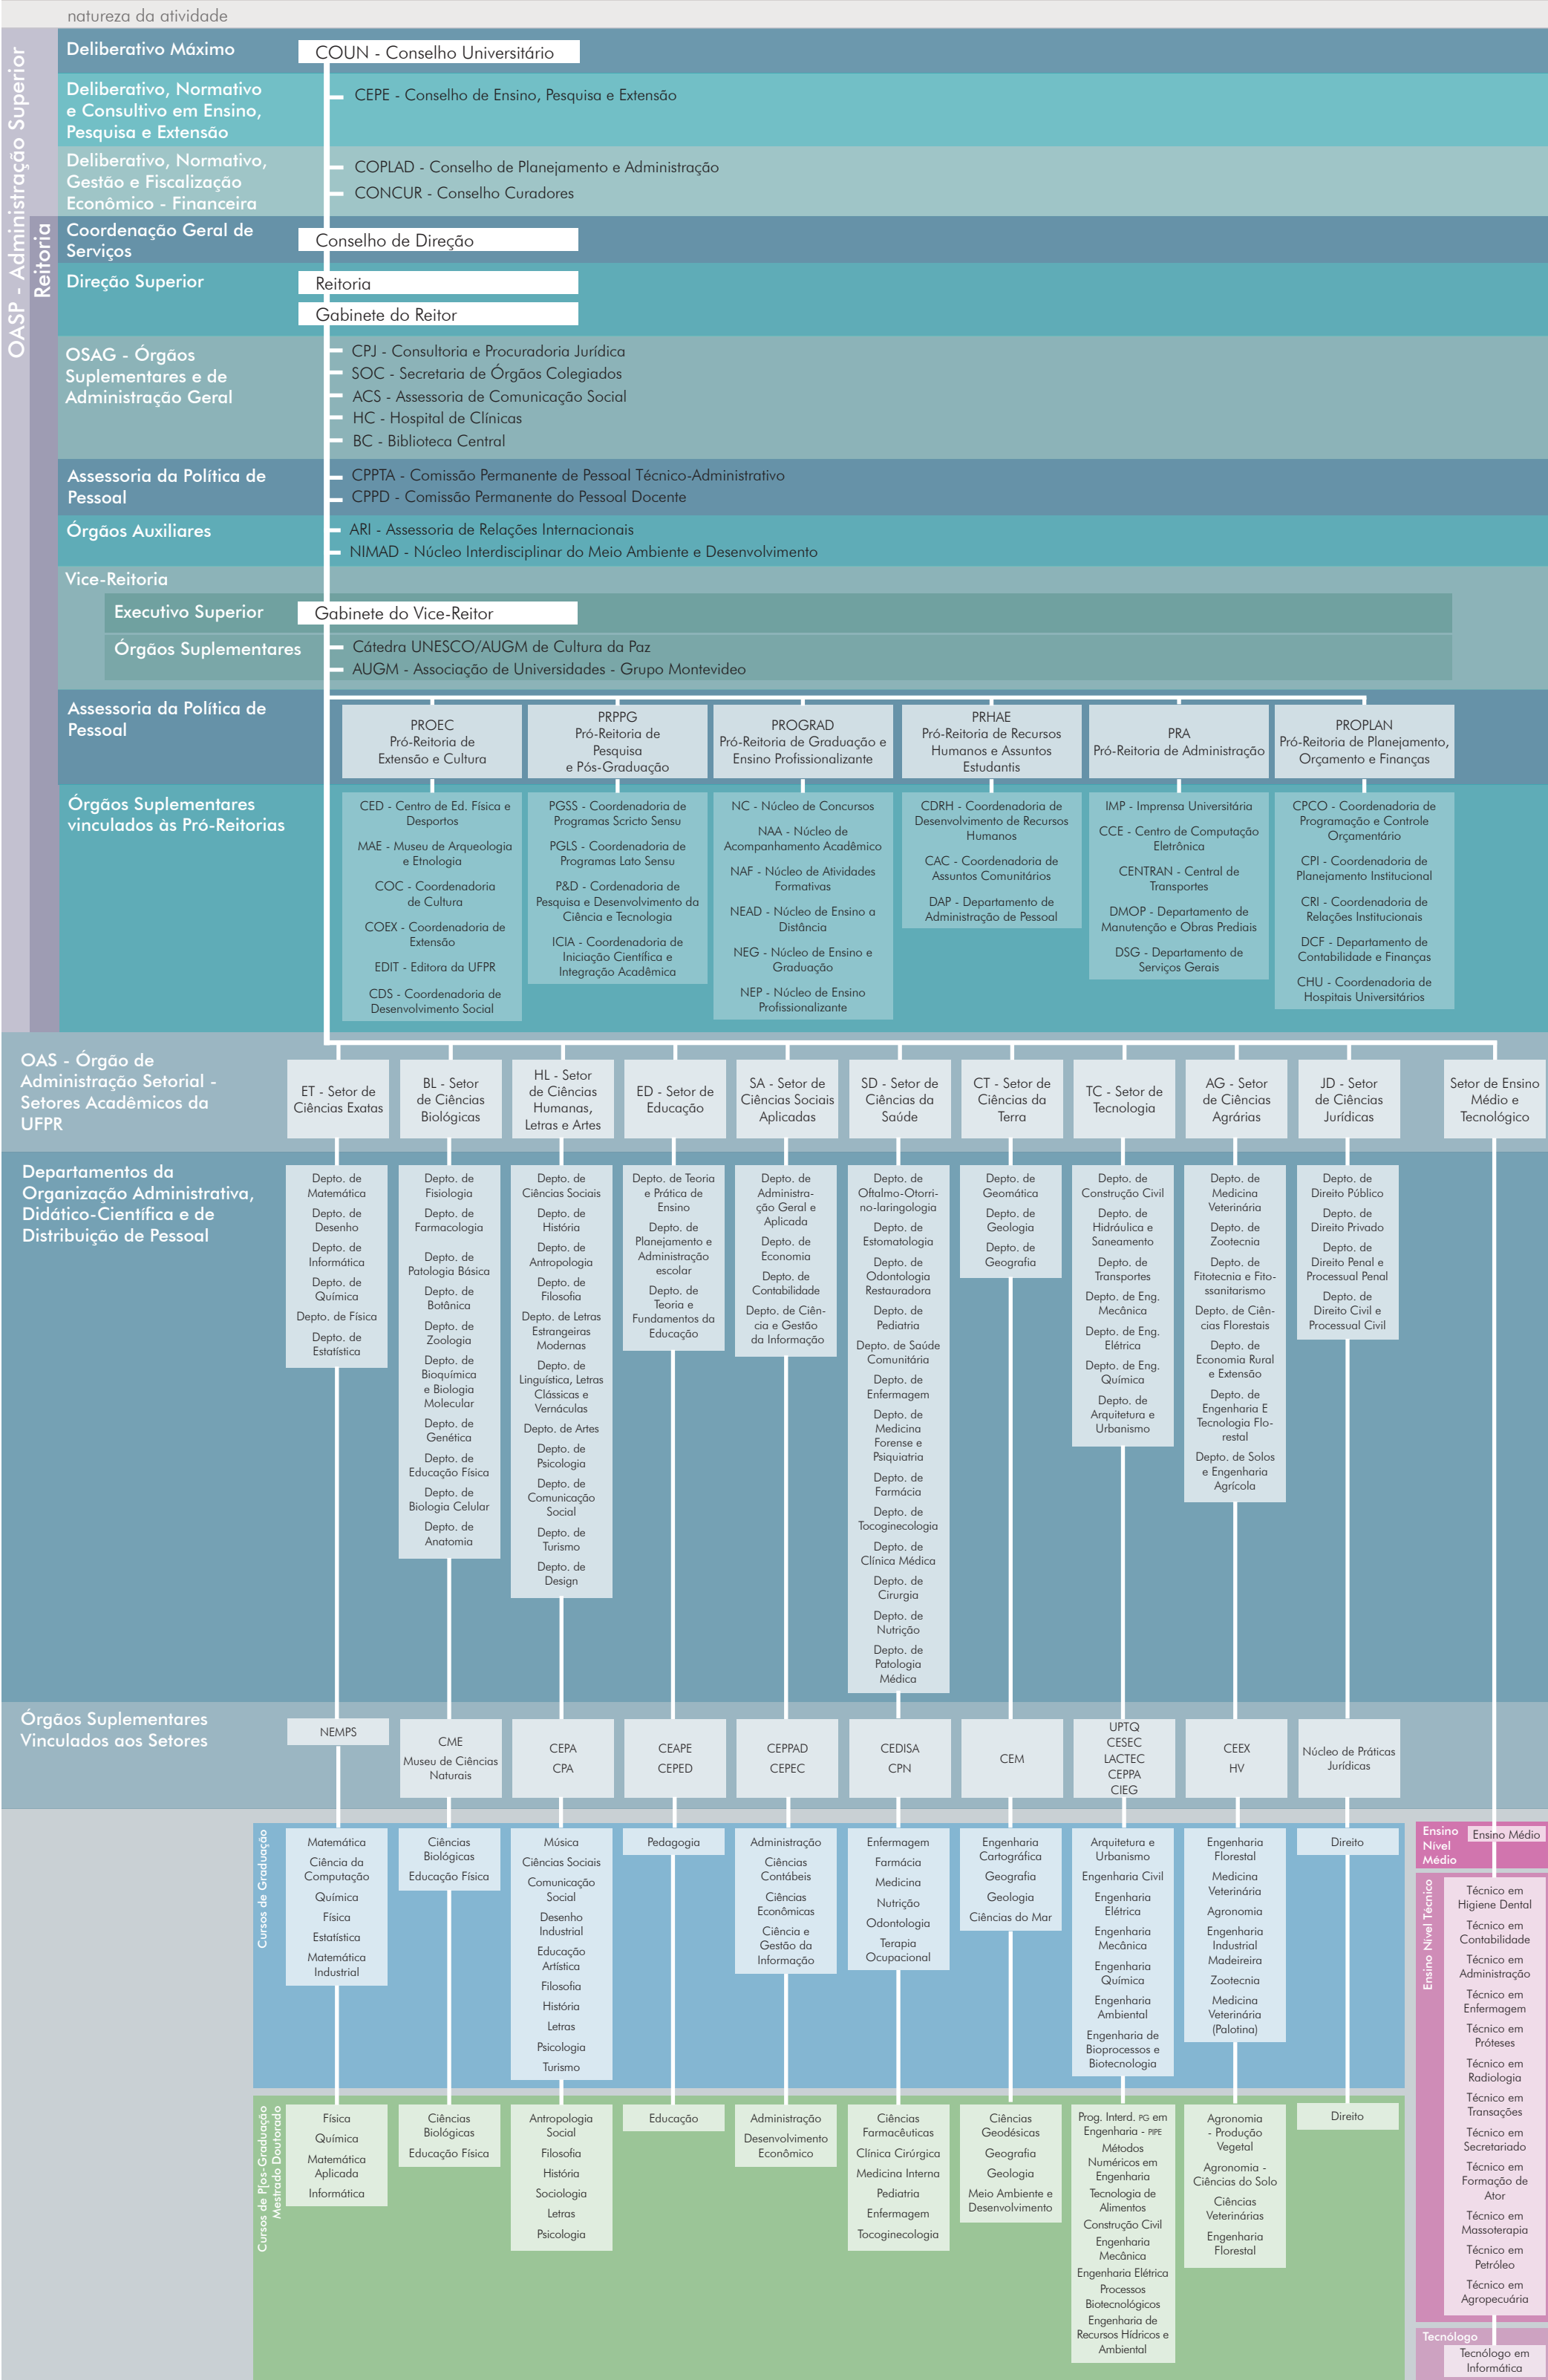 natureza da atividade
OASP - Administração Superior
Reitoria
Deliberativo Máximo
COUN - Conselho Universitário
Deliberativo, Normativo
e Consultivo em Ensino,
Pesquisa e Extensão
CEPE - Conselho de Ensino, Pesquisa e Extensão
Deliberativo, Normativo,
Gestão e Fiscalização
Econômico - Financeira
COPLAD - Conselho de Planejamento e Administração
CONCUR - Conselho Curadores
Coordenação Geral de
Serviços
Conselho de Direção
Direção Superior
Reitoria
Gabinete do Reitor
OSAG - Órgãos
Suplementares e de
Administração Geral
CPJ - Consultoria e Procuradoria Jurídica
SOC - Secretaria de Órgãos Colegiados
ACS - Assessoria de Comunicação Social
HC - Hospital de Clínicas
BC - Biblioteca Central
Assessoria da Política de
Pessoal
CPPTA - Comissão Permanente de Pessoal Técnico-Administrativo
CPPD - Comissão Permanente do Pessoal Docente
Órgãos Auxiliares
ARI - Assessoria de Relações Internacionais
NIMAD - Núcleo Interdisciplinar do Meio Ambiente e Desenvolvimento
Vice-Reitoria
Executivo Superior
Gabinete do Vice-Reitor
Órgãos Suplementares
Cátedra UNESCO/AUGM de Cultura da Paz
AUGM - Associação de Universidades - Grupo Montevideo
Assessoria da Política de
Pessoal
PROEC
Pró-Reitoria de
Extensão e Cultura
PRPPG
Pró-Reitoria de
Pesquisa
e Pós-Graduação
PROGRAD
Pró-Reitoria de Graduação e
Ensino Profissionalizante
PRHAE
Pró-Reitoria de Recursos
Humanos e Assuntos
Estudantis
PRA
Pró-Reitoria de Administração
PROPLAN
Pró-Reitoria de Planejamento,
Orçamento e Finanças
Órgãos Suplementares
vinculados às Pró-Reitorias
CED - Centro de Ed. Física e
Desportos
MAE - Museu de Arqueologia
e Etnologia
COC - Coordenadoria
de Cultura
COEX - Coordenadoria de
Extensão
EDIT - Editora da UFPR
CDS - Coordenadoria de
Desenvolvimento Social
PGSS - Coordenadoria de
Programas Scricto Sensu
PGLS - Coordenadoria de
Programas Lato Sensu
P&D - Cordenadoria de
Pesquisa e Desenvolvimento da
Ciência e Tecnologia
ICIA - Coordenadoria de
Iniciação Científica e
Integração Acadêmica
NC - Núcleo de Concursos
NAA - Núcleo de
Acompanhamento Acadêmico
NAF - Núcleo de Atividades
Formativas
NEAD - Núcleo de Ensino a
Distância
NEG - Núcleo de Ensino e
Graduação
NEP - Núcleo de Ensino
Profissionalizante
CDRH - Coordenadoria de
Desenvolvimento de Recursos
Humanos
CAC - Coordenadoria de
Assuntos Comunitários
DAP - Departamento de
Administração de Pessoal
IMP - Imprensa Universitária
CCE - Centro de Computação
Eletrônica
CENTRAN - Central de
Transportes
DMOP - Departamento de
Manutenção e Obras Prediais
DSG - Departamento de
Serviços Gerais
CPCO - Coordenadoria de
Programação e Controle
Orçamentário
CPI - Coordenadoria de
Planejamento Institucional
CRI - Coordenadoria de
Relações Institucionais
DCF - Departamento de
Contabilidade e Finanças
CHU - Coordenadoria de
Hospitais Universitários
OAS - Órgão de
Administração Setorial -
Setores Acadêmicos da
UFPR
ET - Setor de
Ciências Exatas
BL - Setor
de Ciências
Biológicas
HL - Setor
de Ciências
Humanas,
Letras e Artes
ED - Setor de
Educação
SA - Setor de
Ciências Sociais
Aplicadas
SD - Setor de
Ciências da
Saúde
CT - Setor de
Ciências da
Terra
TC - Setor de
Tecnologia
AG - Setor
de Ciências
Agrárias
JD - Setor
de Ciências
Jurídicas
Setor de Ensino
Médio e
Tecnológico
Departamentos da
Organização Administrativa,
Didático-Científica e de
Distribuição de Pessoal
Depto. de
Matemática
Depto. de
Desenho
Depto. de
Informática
Depto. de
Química
Depto. de Física
Depto. de
Estatística
Depto. de
Fisiologia
Depto. de
Farmacologia
Depto. de
Patologia Básica
Depto. de
Botânica
Depto. de
Zoologia
Depto. de
Bioquímica
e Biologia
Molecular
Depto. de
Genética
Depto. de
Educação Física
Depto. de
Biologia Celular
Depto. de
Anatomia
Depto. de
Ciências Sociais
Depto. de
História
Depto. de
Antropologia
Depto. de
Filosofia
Depto. de Letras
Estrangeiras
Modernas
Depto. de
Linguística, Letras
Clássicas e
Vernáculas
Depto. de Artes
Depto. de
Psicologia
Depto. de
Comunicação
Social
Depto. de
Turismo
Depto. de
Design
Depto. de Teoria
e Prática de
Ensino
Depto. de
Planejamento e
Administração
escolar
Depto. de
Teoria e
Fundamentos da
Educação
Depto. de
Administra-
ção Geral e
Aplicada
Depto. de
Economia
Depto. de
Contabilidade
Depto. de Ciên-
cia e Gestão
da Informação
Depto. de
Oftalmo-Otorri-
no-laringologia
Depto. de
Estomatologia
Depto. de
Odontologia
Restauradora
Depto. de
Pediatria
Depto. de Saúde
Comunitária
Depto. de
Enfermagem
Depto. de
Medicina
Forense e
Psiquiatria
Depto. de
Farmácia
Depto. de
Tocoginecologia
Depto. de
Clínica Médica
Depto. de
Cirurgia
Depto. de
Nutrição
Depto. de
Patologia
Médica
Depto. de
Geomática
Depto. de
Geologia
Depto. de
Geografia
Depto. de
Construção Civil
Depto. de
Hidráulica e
Saneamento
Depto. de
Transportes
Depto. de Eng.
Mecânica
Depto. de Eng.
Elétrica
Depto. de Eng.
Química
Depto. de
Arquitetura e
Urbanismo
Depto. de
Medicina
Veterinária
Depto. de
Zootecnia
Depto. de
Fitotecnia e Fito-
ssanitarismo
Depto. de Ciên-
cias Florestais
Depto. de
Economia Rural
e Extensão
Depto. de
Engenharia E
Tecnologia Flo-
restal
Depto. de Solos
e Engenharia
Agrícola
Depto. de
Direito Público
Depto. de
Direito Privado
Depto. de
Direito Penal e
Processual Penal
Depto. de
Direito Civil e
Processual Civil
Órgãos Suplementares
Vinculados aos Setores
NEMPS
CME
Museu de Ciências
Naturais
CEPA
CPA
CEAPE
CEPED
CEPPAD
CEPEC
CEDISA
CPN
CEM
UPTQ
CESEC
LACTEC
CEPPA
CIEG
CEEX
HV
Núcleo de Práticas
Jurídicas
Cursos de Graduação
Matemática
Ciência da
Computação
Química
Física
Estatística
Matemática
Industrial
Ciências
Biológicas
Educação Física
Música
Ciências Sociais
Comunicação
Social
Desenho
Industrial
Educação
Artística
Filosofia
História
Letras
Psicologia
Turismo
Pedagogia
Administração
Ciências
Contábeis
Ciências
Econômicas
Ciência e
Gestão da
Informação
Enfermagem
Farmácia
Medicina
Nutrição
Odontologia
Terapia
Ocupacional
Engenharia
Cartográfica
Geografia
Geologia
Ciências do Mar
Arquitetura e
Urbanismo
Engenharia Civil
Engenharia
Elétrica
Engenharia
Mecânica
Engenharia
Química
Engenharia
Ambiental
Engenharia de
Bioprocessos e
Biotecnologia
Engenharia
Florestal
Medicina
Veterinária
Agronomia
Engenharia
Industrial
Madeireira
Zootecnia
Medicina
Veterinária
(Palotina)
Direito
Ensino
Nível
Médio
Ensino Médio
Ensino Nível Técnico
Técnico em
Higiene Dental
Técnico em
Contabilidade
Técnico em
Administração
Técnico em
Enfermagem
Técnico em
Próteses
Técnico em
Radiologia
Técnico em
Transações
Técnico em
Secretariado
Técnico em
Formação de
Ator
Técnico em
Massoterapia
Técnico em
Petróleo
Técnico em
Agropecuária
Tecnólogo
Tecnólogo em
Informática
Cursos de P[os-Graduação
Mestrado Doutorado
Física
Química
Matemática
Aplicada
Informática
Ciências
Biológicas
Educação Física
Antropologia
Social
Filosofia
História
Sociologia
Letras
Psicologia
Educação
Administração
Desenvolvimento
Econômico
Ciências
Farmacêuticas
Clínica Cirúrgica
Medicina Interna
Pediatria
Enfermagem
Tocoginecologia
Ciências
Geodésicas
Geografia
Geologia
Meio Ambiente e
Desenvolvimento
Prog. Interd. PG em
Engenharia - PIPE
Métodos
Numéricos em
Engenharia
Tecnologia de
Alimentos
Construção Civil
Engenharia
Mecânica
Engenharia Elétrica
Processos
Biotecnológicos
Engenharia de
Recursos Hídricos e
Ambiental
Agronomia
- Produção
Vegetal
Agronomia -
Ciências do Solo
Ciências
Veterinárias
Engenharia
Florestal
Direito